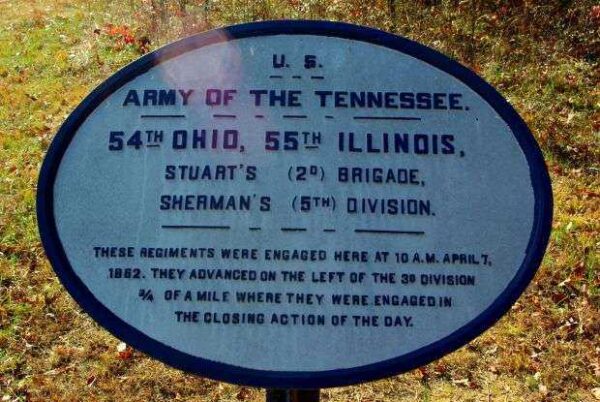 U. S.
ARMY OF THE TENNESSEE.
54TH OHIO, 55TH ILLINOIS,
STUART'S (2D) BRIGADE,
SHERMAN'S (5TH) DIVISION.
THESE REGIMENTS WERE ENGAGED HERE AT 10 A.M. APRIL 7,
1862. THEY ADVANCED ON THE LEFT OF THE 3D DIVISION
3/4 OF A MILE WHERE THEY WERE ENGAGED IN
THE CLOSING ACTION OF THE DAY.